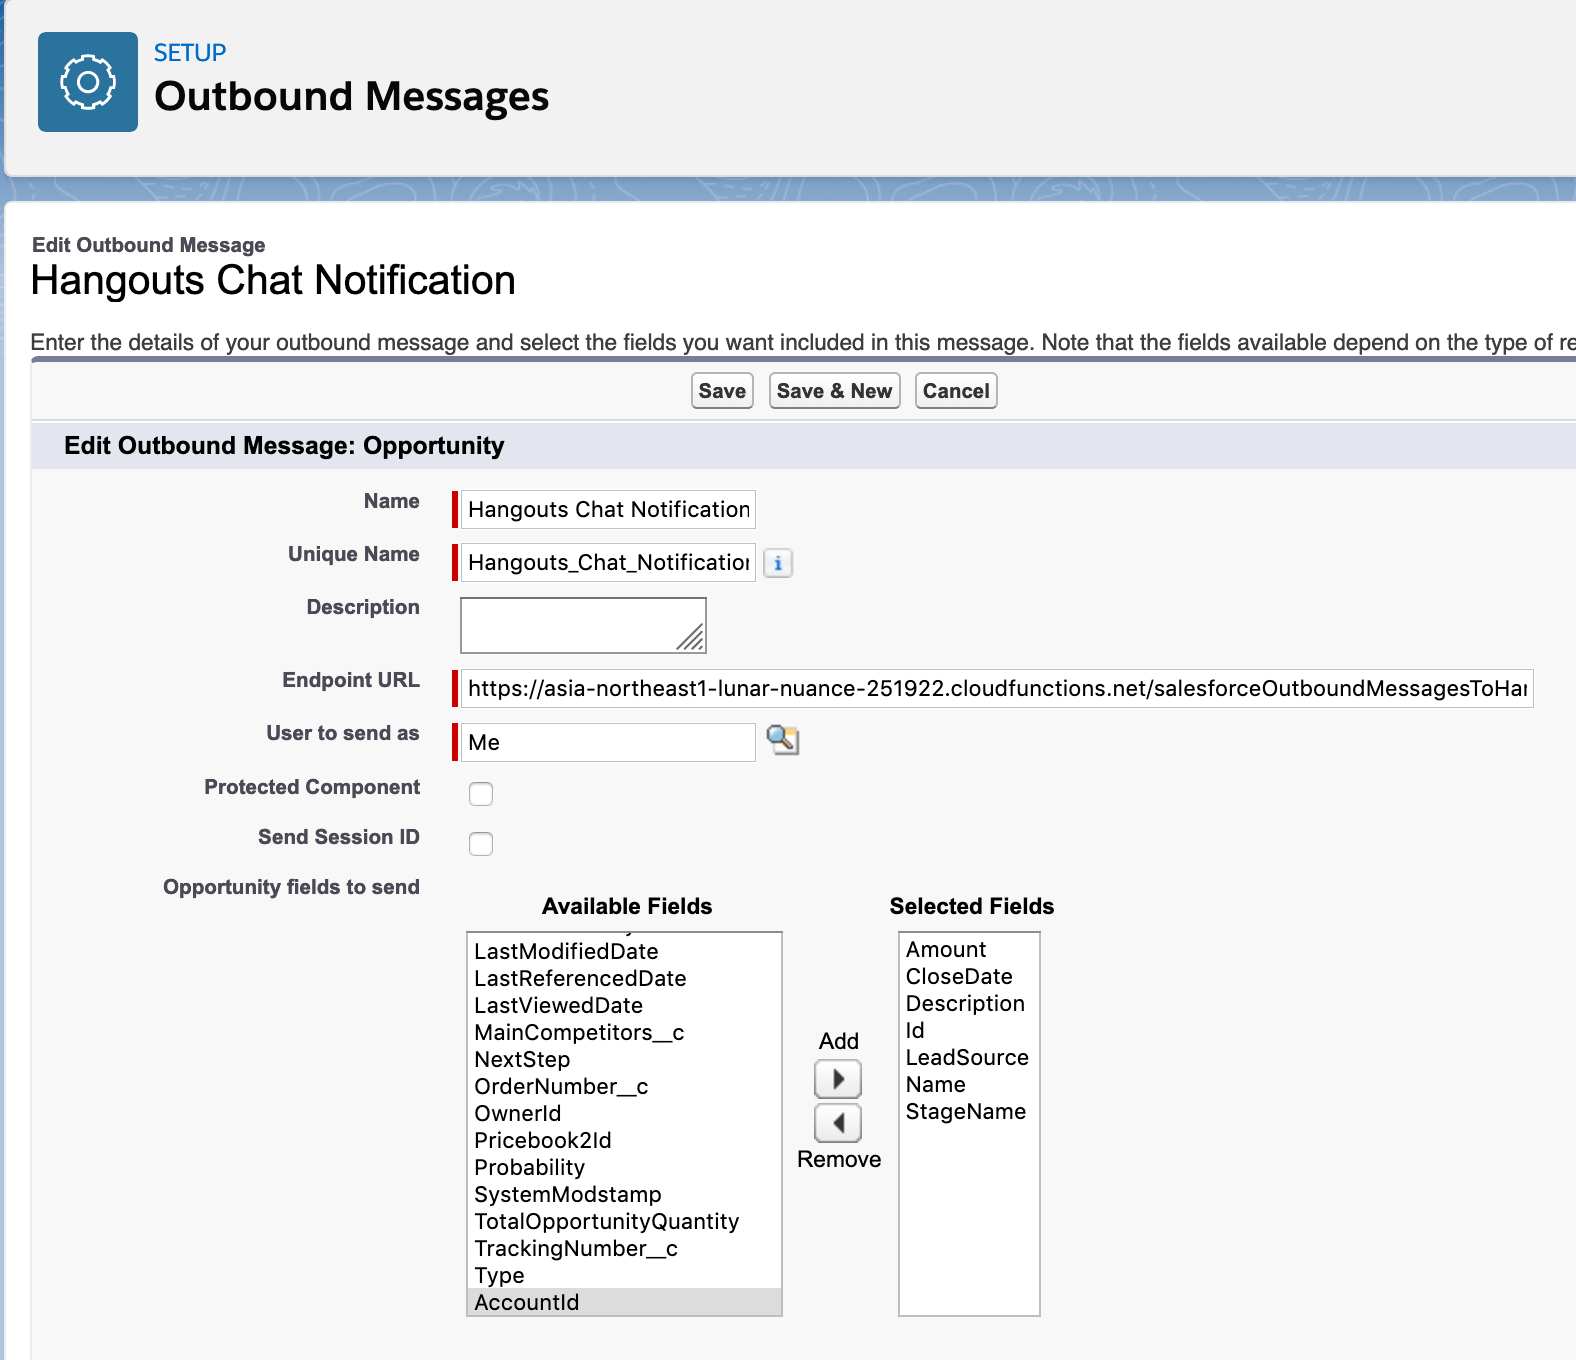 SETUP
Outbound Messages
Edit Outbound Message
Hangouts Chat Notification
Enter the details of your outbound message and select the fields you want included in this message. Note that the fields available depend on the type of
Save Save & New Cancel
Edit Outbound Message: Opportunity
Name Hangouts Chat Notification
Unique Name Hangouts_Chat_Notification
Description
Endpoint URL https://asia-northeast1-lunar-nuance-251922.cloudfunctions.net/salesforceOutboundMessagesToHa
User to send as Me
Protected Component
Send Session ID
Opportunity fields to send
Available Fields
LastModifiedDate
LastReferencedDate
LastViewedDate
MainCompetitors__c
NextStep
OrderNumber__c
OwnerId
Pricebook2Id
Probability
SystemModstamp
TotalOpportunityQuantity
TrackingNumber__c
Type
AccountId
Add
Remove
Selected Fields
Amount
CloseDate
Description
Id
LeadSource
Name
StageName